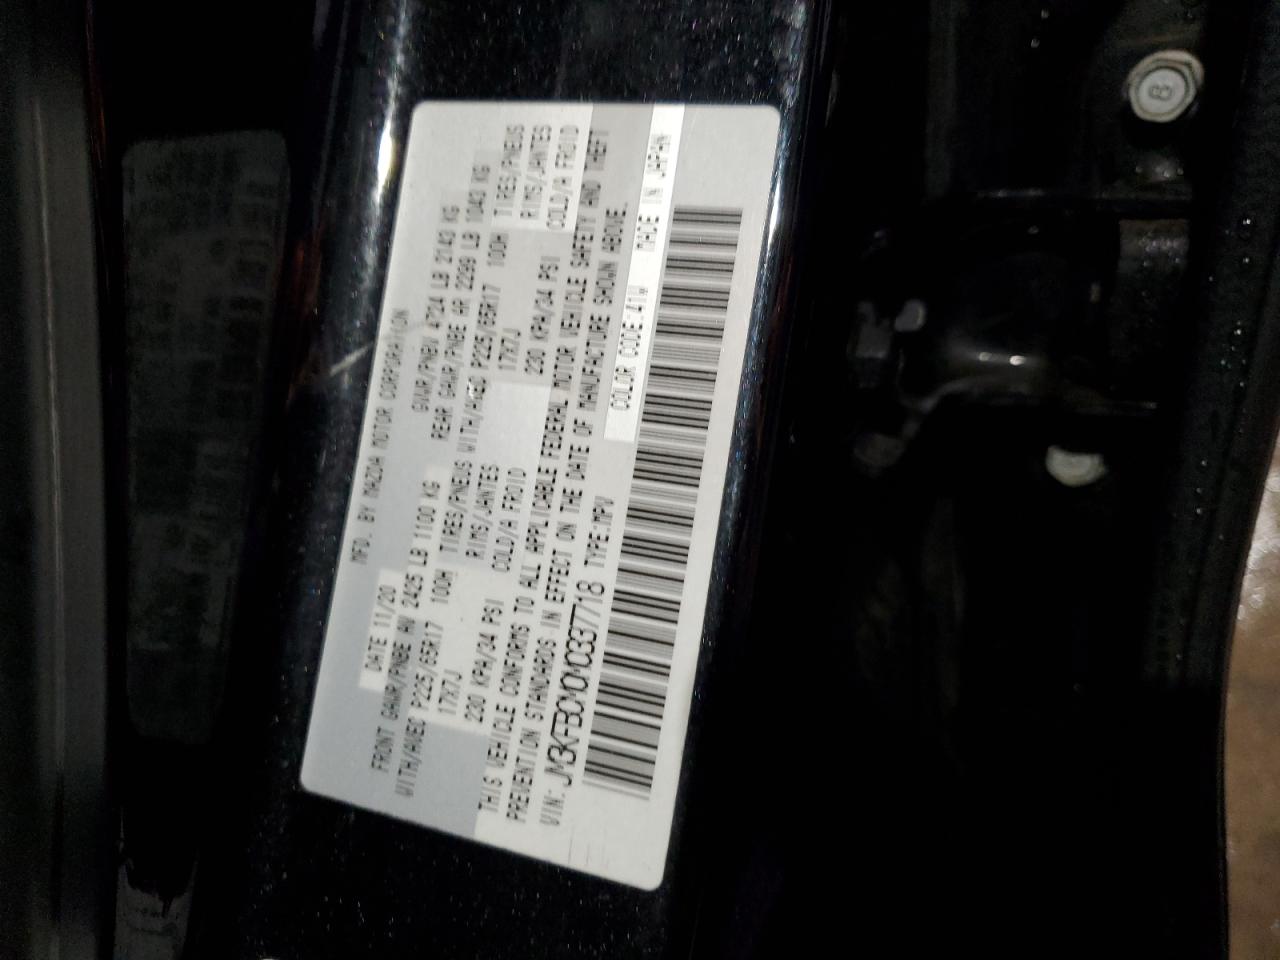 MFD. BY MAZDA MOTOR CORPORATION
DATE 11/20 GVWR/PNBV 4724 LB 2143 KG
FRONT GAWR/PNBE AV 2425 LB 1100 KG REAR GAWR/PNBE AR 2299 LB 1043 KG
WITH/AVEC P225/65R17 100H TIRES/PNEUS WITH/AVEC P225/65R17 100H TIRES/PNEUS
17X7J RIMS/JANTES 17X7J RIMS/JANTES
230 KPA/34 PSI COLD/A FROID 230 KPA/34 PSI COLD/A FROID
THIS VEHICLE CONFORMS TO ALL APPLICABLE FEDERAL MOTOR VEHICLE SAFETY AND THEFT
PREVENTION STANDARDS IN EFFECT ON THE DATE OF MANUFACTURE SHOWN ABOVE.
VIN: JM3KFBCM0M0337718 TYPE:MPV COLOR CODE:41W MADE IN JAPAN
8